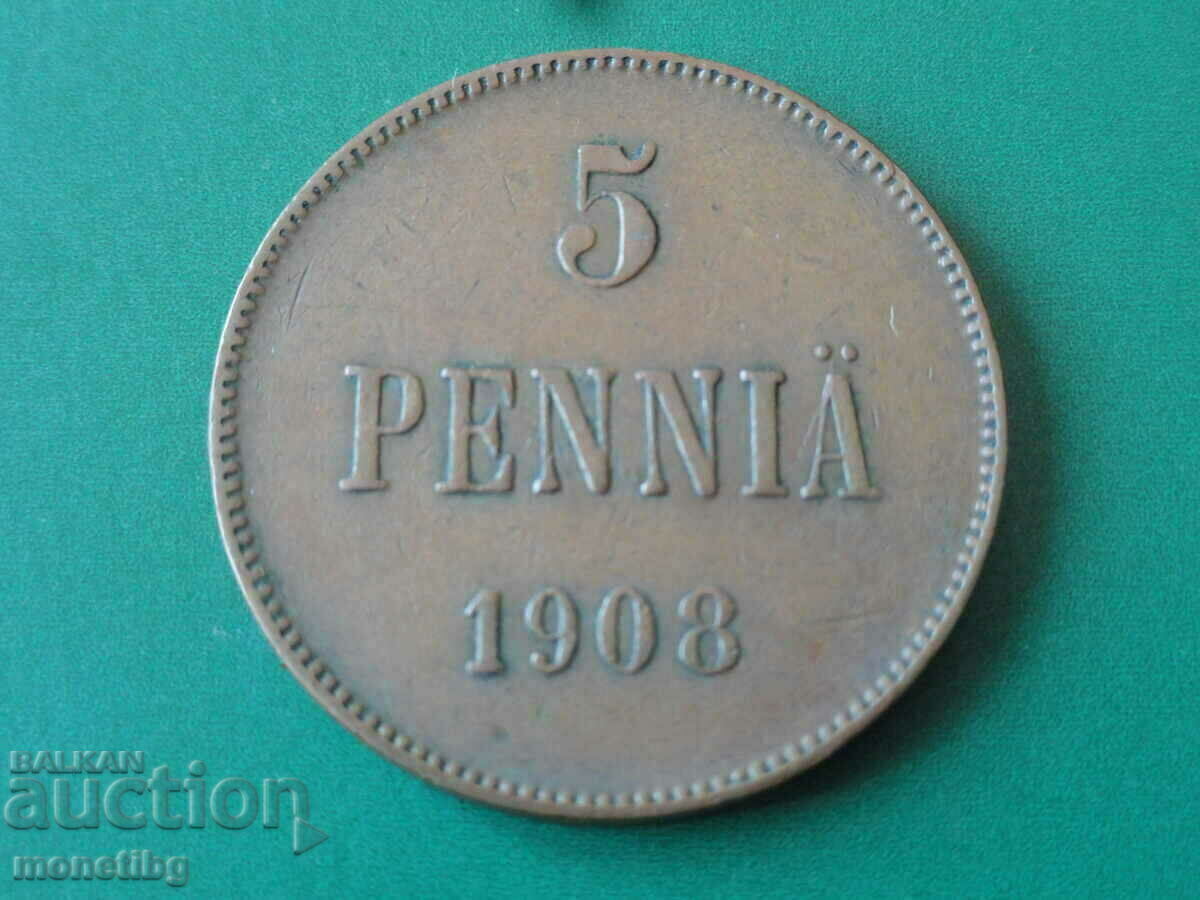 5
PENNIÄ
1908
BALKAN
auction
monetibg